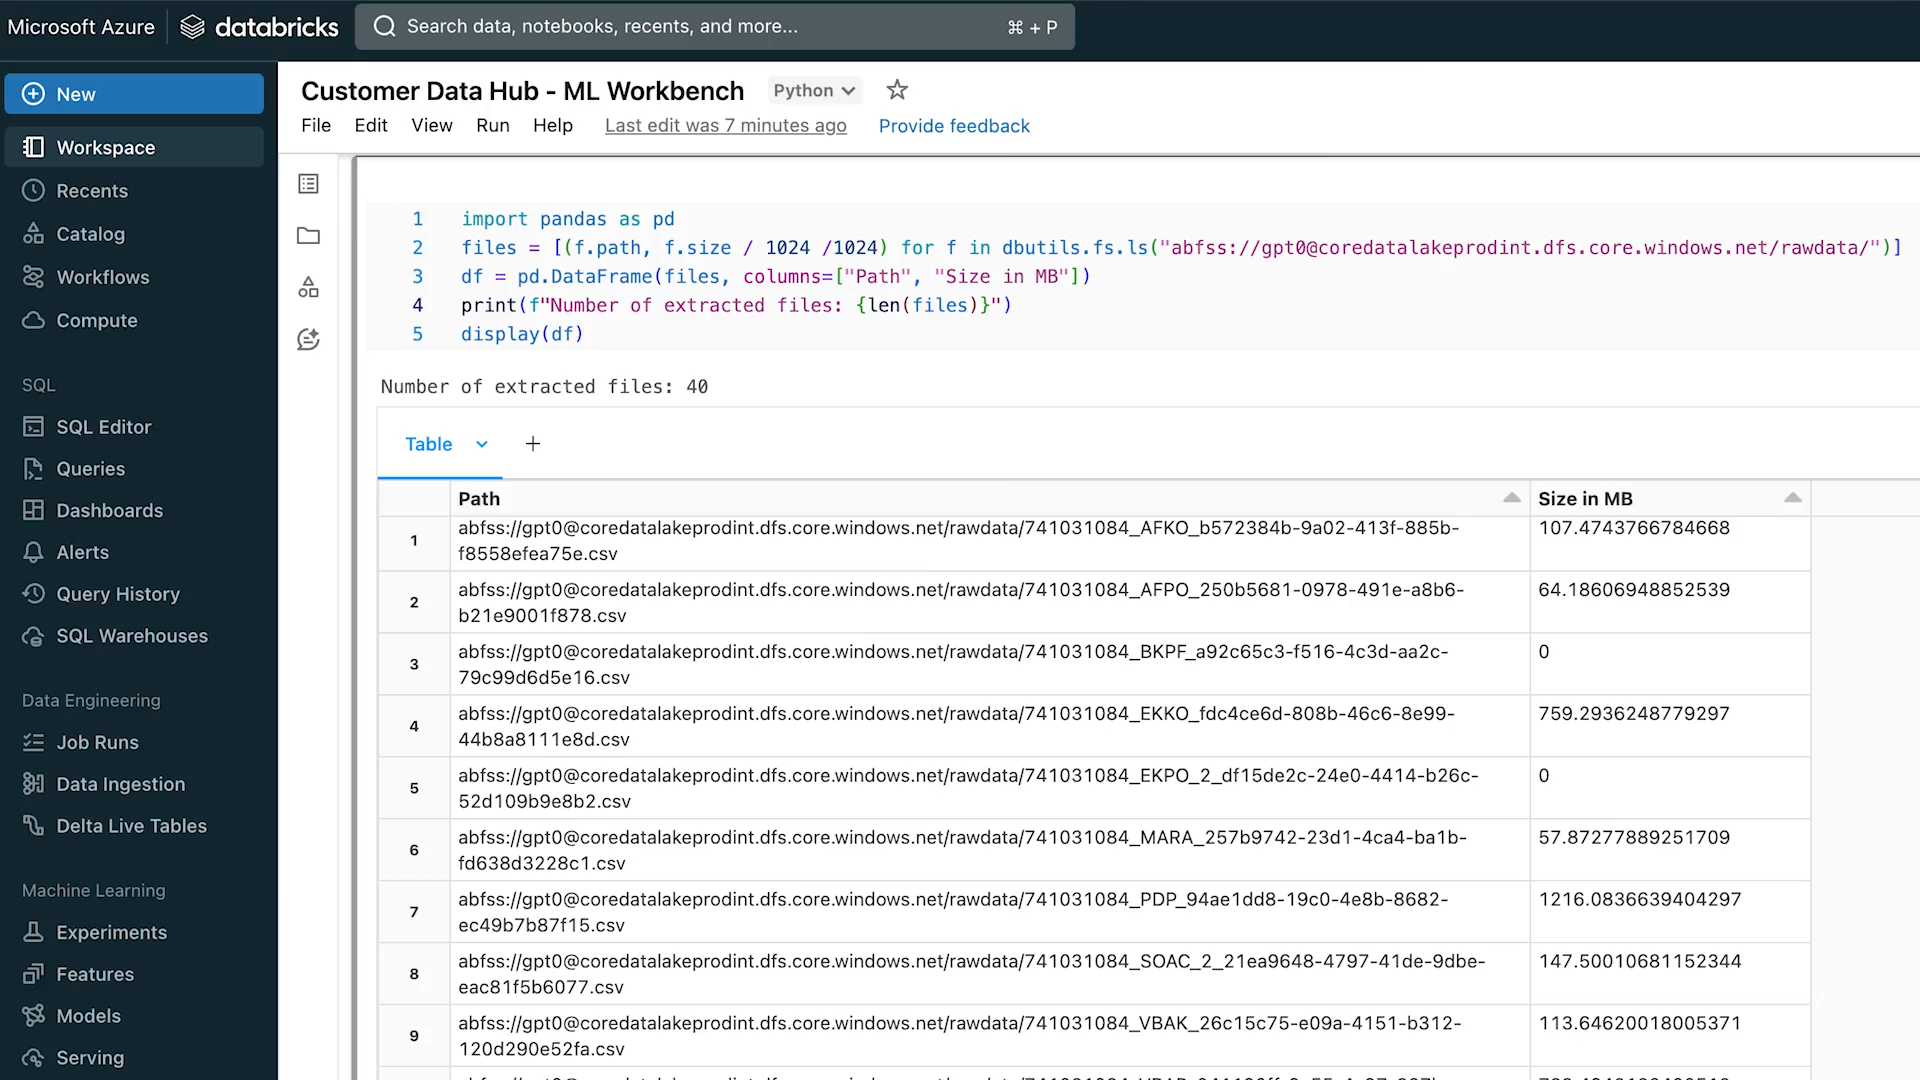 Microsoft Azure databricks Search data, notebooks, recents, and more... ⌘ + P
New
Workspace
Recents
Catalog
Workflows
Compute
SQL
SQL Editor
Queries
Dashboards
Alerts
Query History
SQL Warehouses
Data Engineering
Job Runs
Data Ingestion
Delta Live Tables
Machine Learning
Experiments
Features
Models
Serving
Customer Data Hub - ML Workbench Python
File Edit View Run Help Last edit was 7 minutes ago Provide feedback
1 import pandas as pd
2 files = [(f.path, f.size / 1024 /1024) for f in dbutils.fs.ls("abfss://gpt0@coredatalakeprodint.dfs.core.windows.net/rawdata/")]
3 df = pd.DataFrame(files, columns=["Path", "Size in MB"])
4 print(f"Number of extracted files: {len(files)}")
5 display(df)
Number of extracted files: 40
Table +
Path Size in MB
1 abfss://gpt0@coredatalakeprodint.dfs.core.windows.net/rawdata/741031084_AFKO_b572384b-9a02-413f-885b- 107.4743766784668
f8558efea75e.csv
2 abfss://gpt0@coredatalakeprodint.dfs.core.windows.net/rawdata/741031084_AFPO_250b5681-0978-491e-a8b6- 64.18606948852539
b21e9001f878.csv
3 abfss://gpt0@coredatalakeprodint.dfs.core.windows.net/rawdata/741031084_BKPF_a92c65c3-f516-4c3d-aa2c- 0
79c99d6d5e16.csv
4 abfss://gpt0@coredatalakeprodint.dfs.core.windows.net/rawdata/741031084_EKKO_fdc4ce6d-808b-46c6-8e99- 759.2936248779297
44b8a8111e8d.csv
5 abfss://gpt0@coredatalakeprodint.dfs.core.windows.net/rawdata/741031084_EKPO_2_df15de2c-24e0-4414-b26c- 0
52d109b9e8b2.csv
6 abfss://gpt0@coredatalakeprodint.dfs.core.windows.net/rawdata/741031084_MARA_257b9742-23d1-4ca4-ba1b- 57.87277889251709
fd638d3228c1.csv
7 abfss://gpt0@coredatalakeprodint.dfs.core.windows.net/rawdata/741031084_PDP_94ae1dd8-19c0-4e8b-8682- 1216.0836639404297
ec49b7b87f15.csv
8 abfss://gpt0@coredatalakeprodint.dfs.core.windows.net/rawdata/741031084_SOAC_2_21ea9648-4797-41de-9dbe- 147.50010681152344
eac81f5b6077.csv
9 abfss://gpt0@coredatalakeprodint.dfs.core.windows.net/rawdata/741031084_VBAK_26c15c75-e09a-4151-b312- 113.64620018005371
120d290e52fa.csv